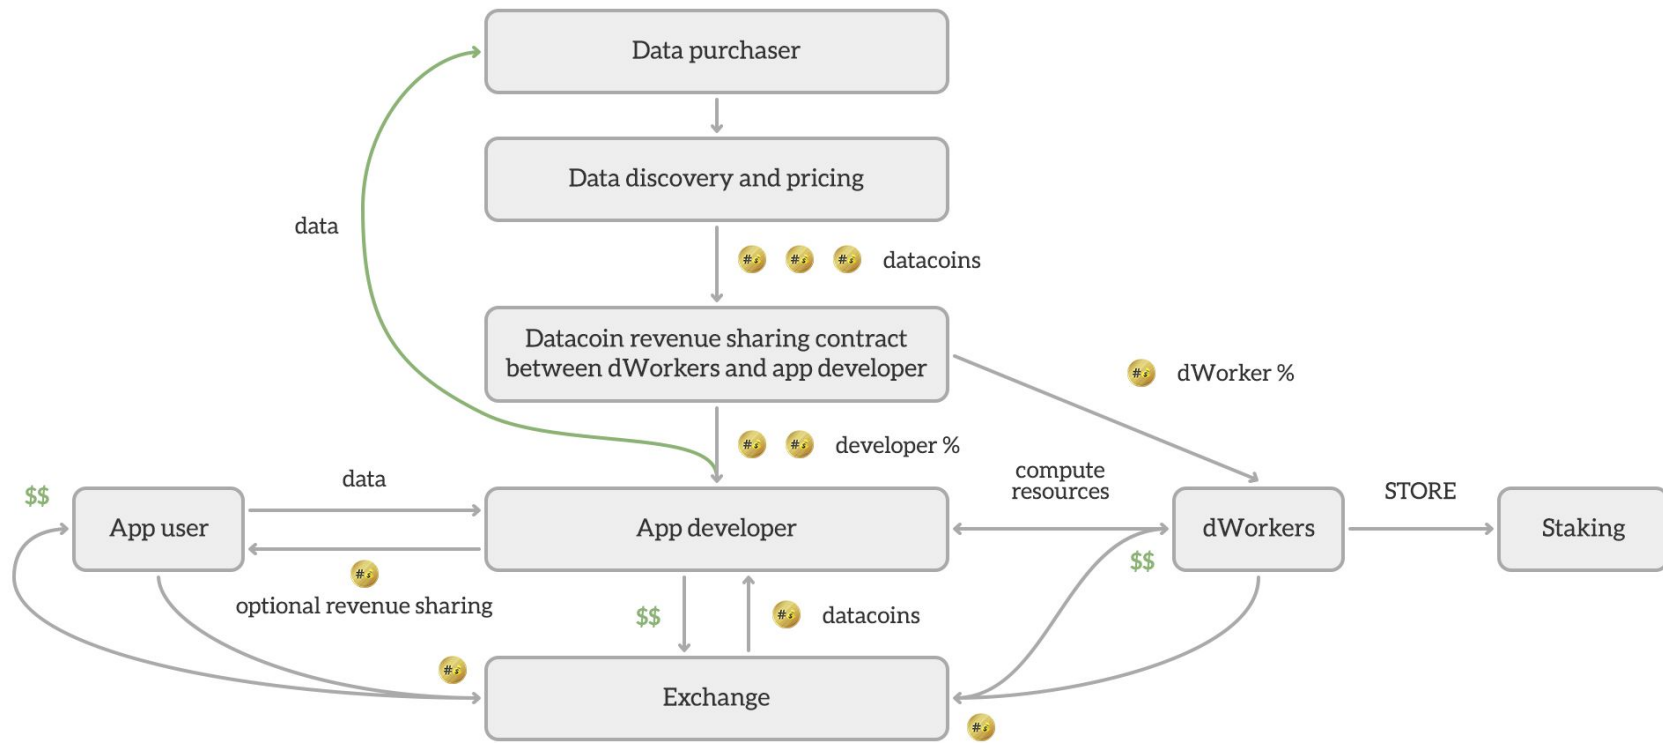 Data purchaser
Data discovery and pricing
data
datacoins
Datacoin revenue sharing contract
between dWorkers and app developer
dWorker %
developer %
compute
resources
data
$$
STORE
App user
App developer
dWorkers
Staking
$$
optional revenue sharing
$$
datacoins
Exchange